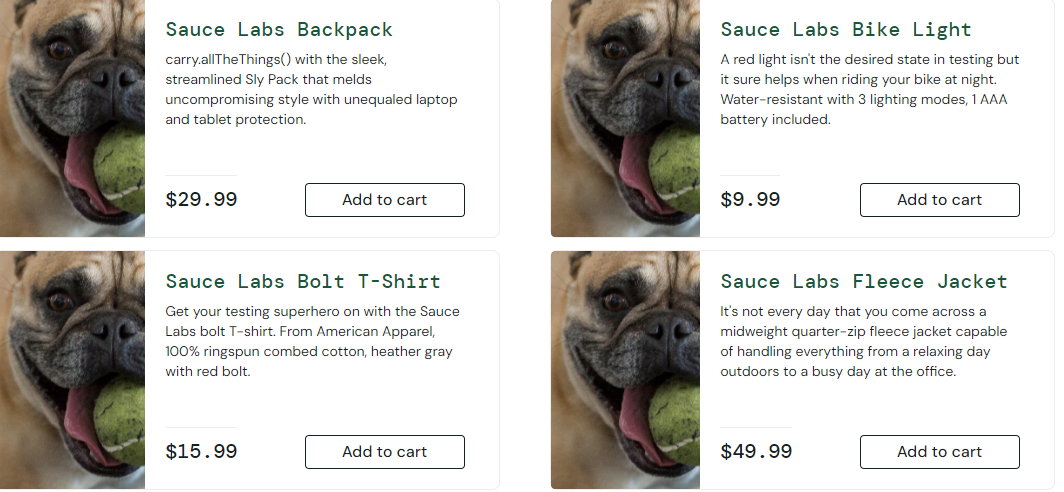 Sauce Labs Backpack
carry.allTheThings() with the sleek,
streamlined Sly Pack that melds
uncompromising style with unequaled laptop
and tablet protection.
$29.99
Add to cart
Sauce Labs Bike Light
A red light isn't the desired state in testing but
it sure helps when riding your bike at night.
Water-resistant with 3 lighting modes, 1 AAA
battery included.
$9.99
Add to cart
Sauce Labs Bolt T-Shirt
Get your testing superhero on with the Sauce
Labs bolt T-shirt. From American Apparel,
100% ringspun combed cotton, heather gray
with red bolt.
$15.99
Add to cart
Sauce Labs Fleece Jacket
It's not every day that you come across a
midweight quarter-zip fleece jacket capable
of handling everything from a relaxing day
outdoors to a busy day at the office.
$49.99
Add to cart